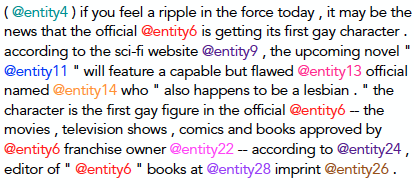 ( @entity4 ) if you feel a ripple in the force today , it may be the
news that the official @entity6 is getting its first gay character .
according to the sci-fi website @entity9 , the upcoming novel "
@entity11 " will feature a capable but flawed @entity13 official
named @entity14 who " also happens to be a lesbian . " the
character is the first gay figure in the official @entity6 -- the
movies , television shows , comics and books approved by
@entity6 franchise owner @entity22 -- according to @entity24 ,
editor of " @entity6 " books at @entity28 imprint @entity26 .